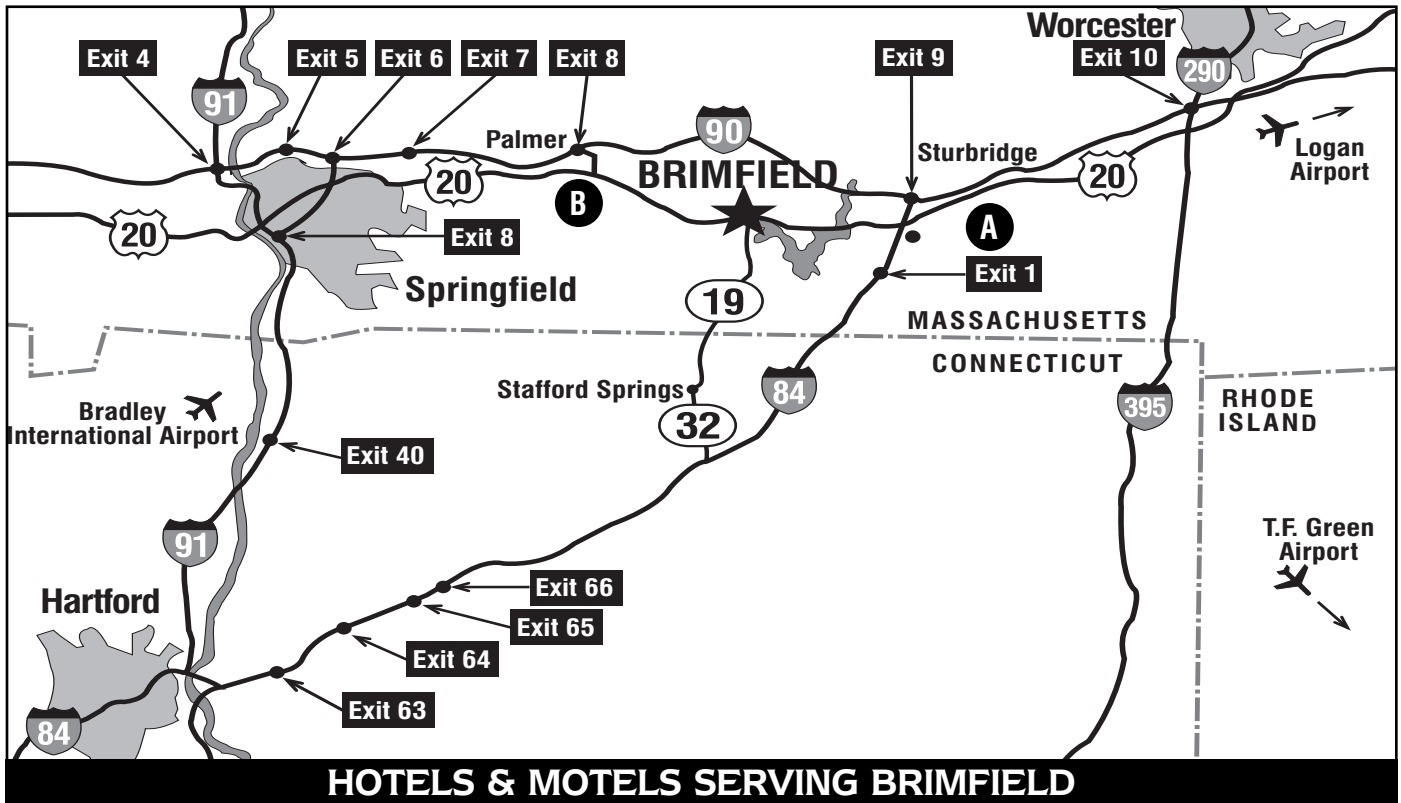 Worcester
Exit 4
Exit 5
Exit 6
Exit 7
Exit 8
Exit 9
Exit 10
290
91
90
Palmer
Sturbridge
Logan
Airport
BRIMFIELD
20
20
B
20
A
Exit 8
Exit 1
Springfield
19
MASSACHUSETTS
CONNECTICUT
Stafford Springs
84
395
RHODE
ISLAND
Bradley
International Airport
32
Exit 40
91
T.F. Green
Airport
Exit 66
Hartford
Exit 65
Exit 64
Exit 63
84
HOTELS & MOTELS SERVING BRIMFIELD